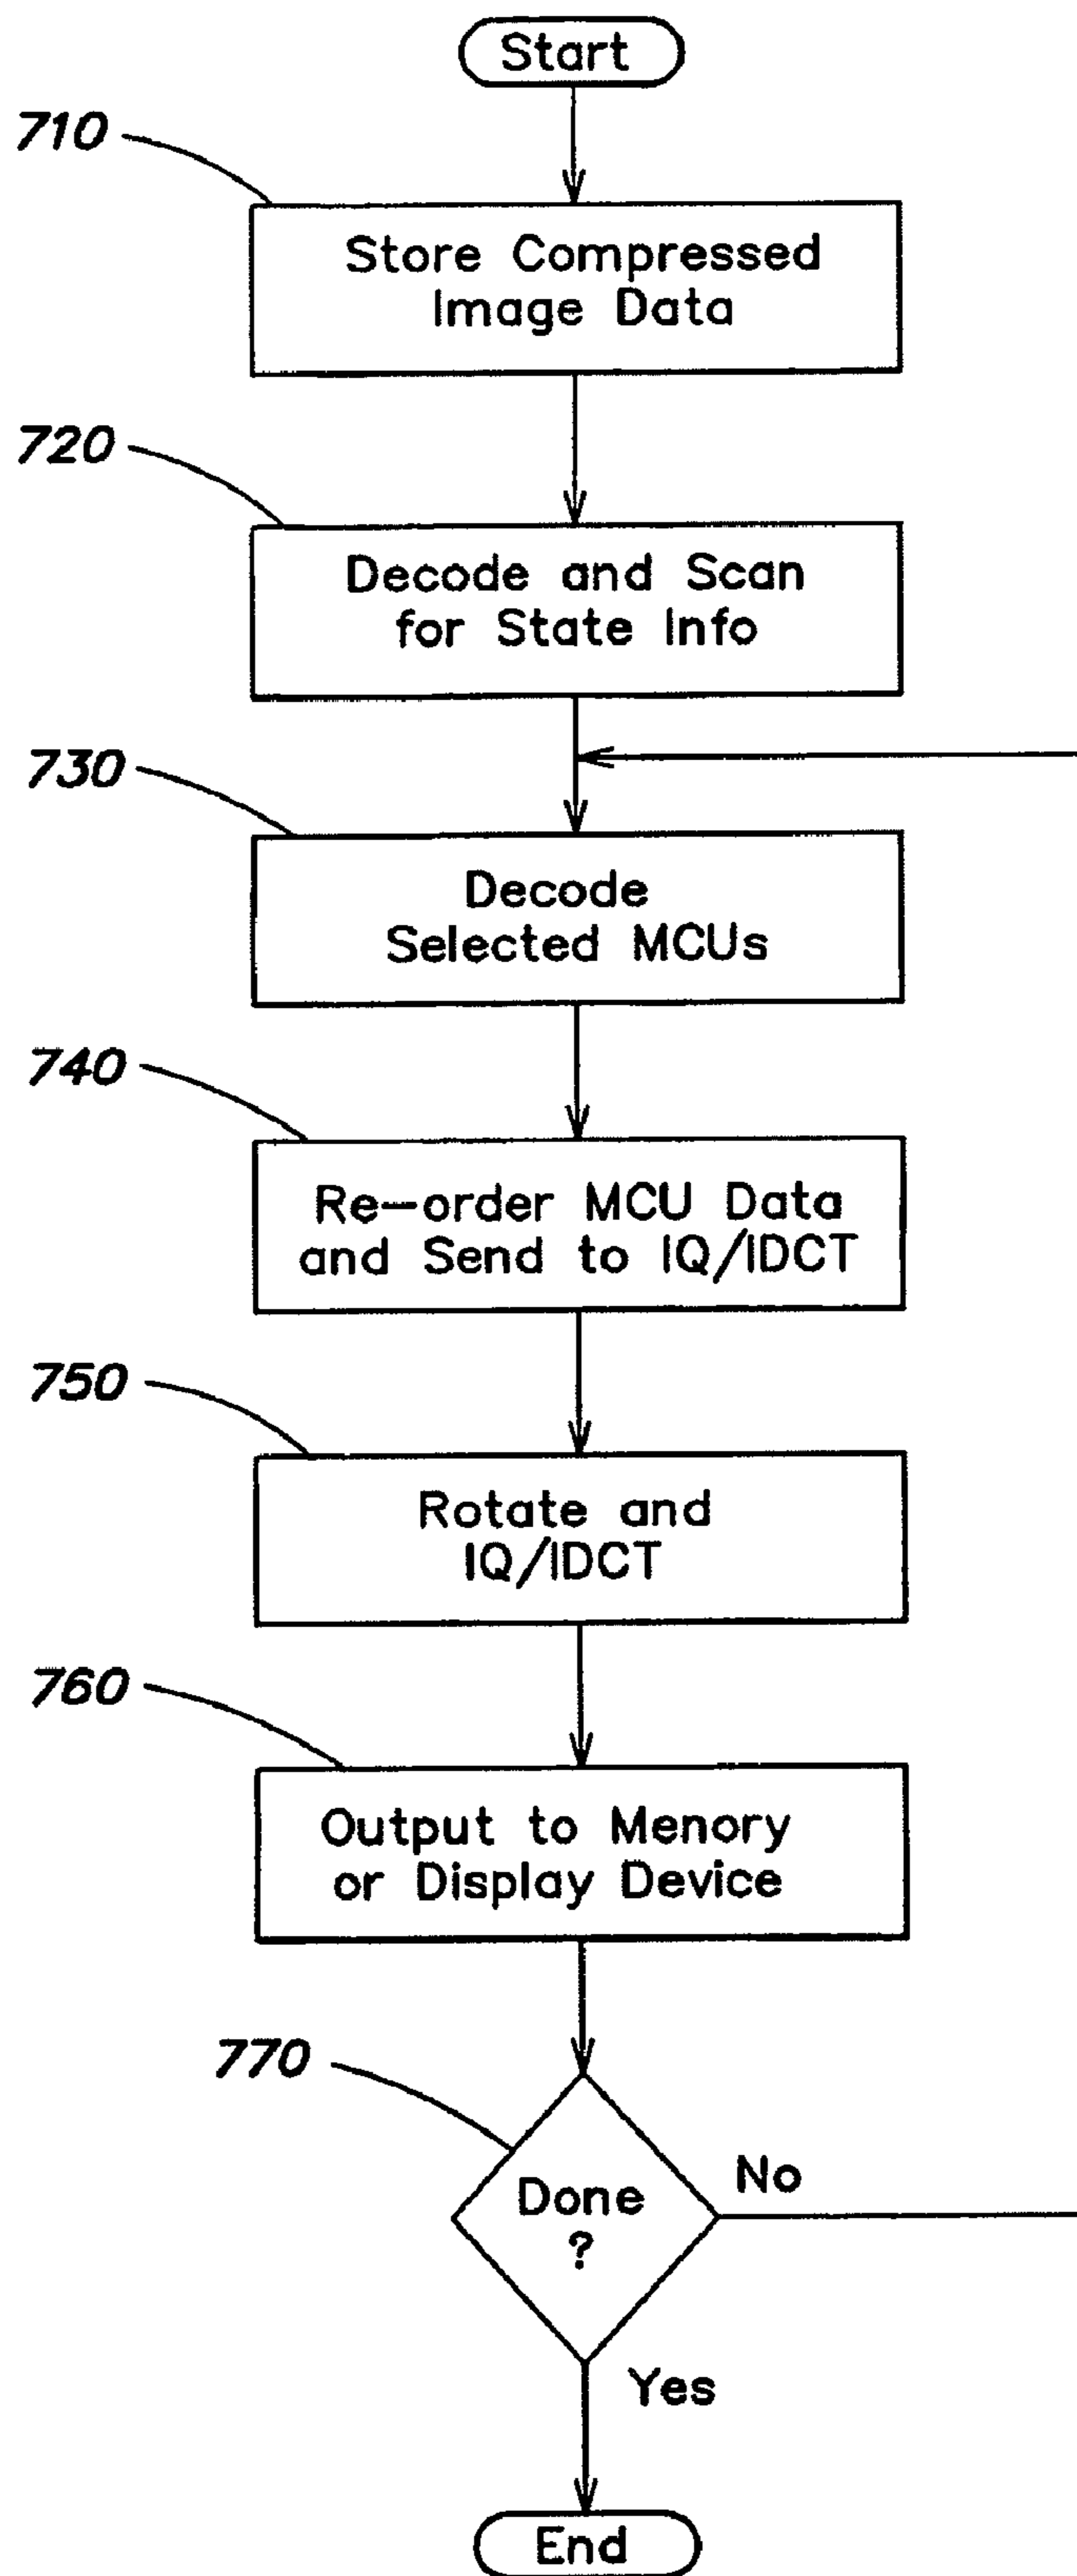 Start
710
Store Compressed
Image Data
720
Decode and Scan
for State Info
730
Decode
Selected MCUs
740
Re-order MCU Data
and Send to IQ/IDCT
750
Rotate and
IQ/IDCT
760
Output to Menory
or Display Device
770
Done
?
No
Yes
End